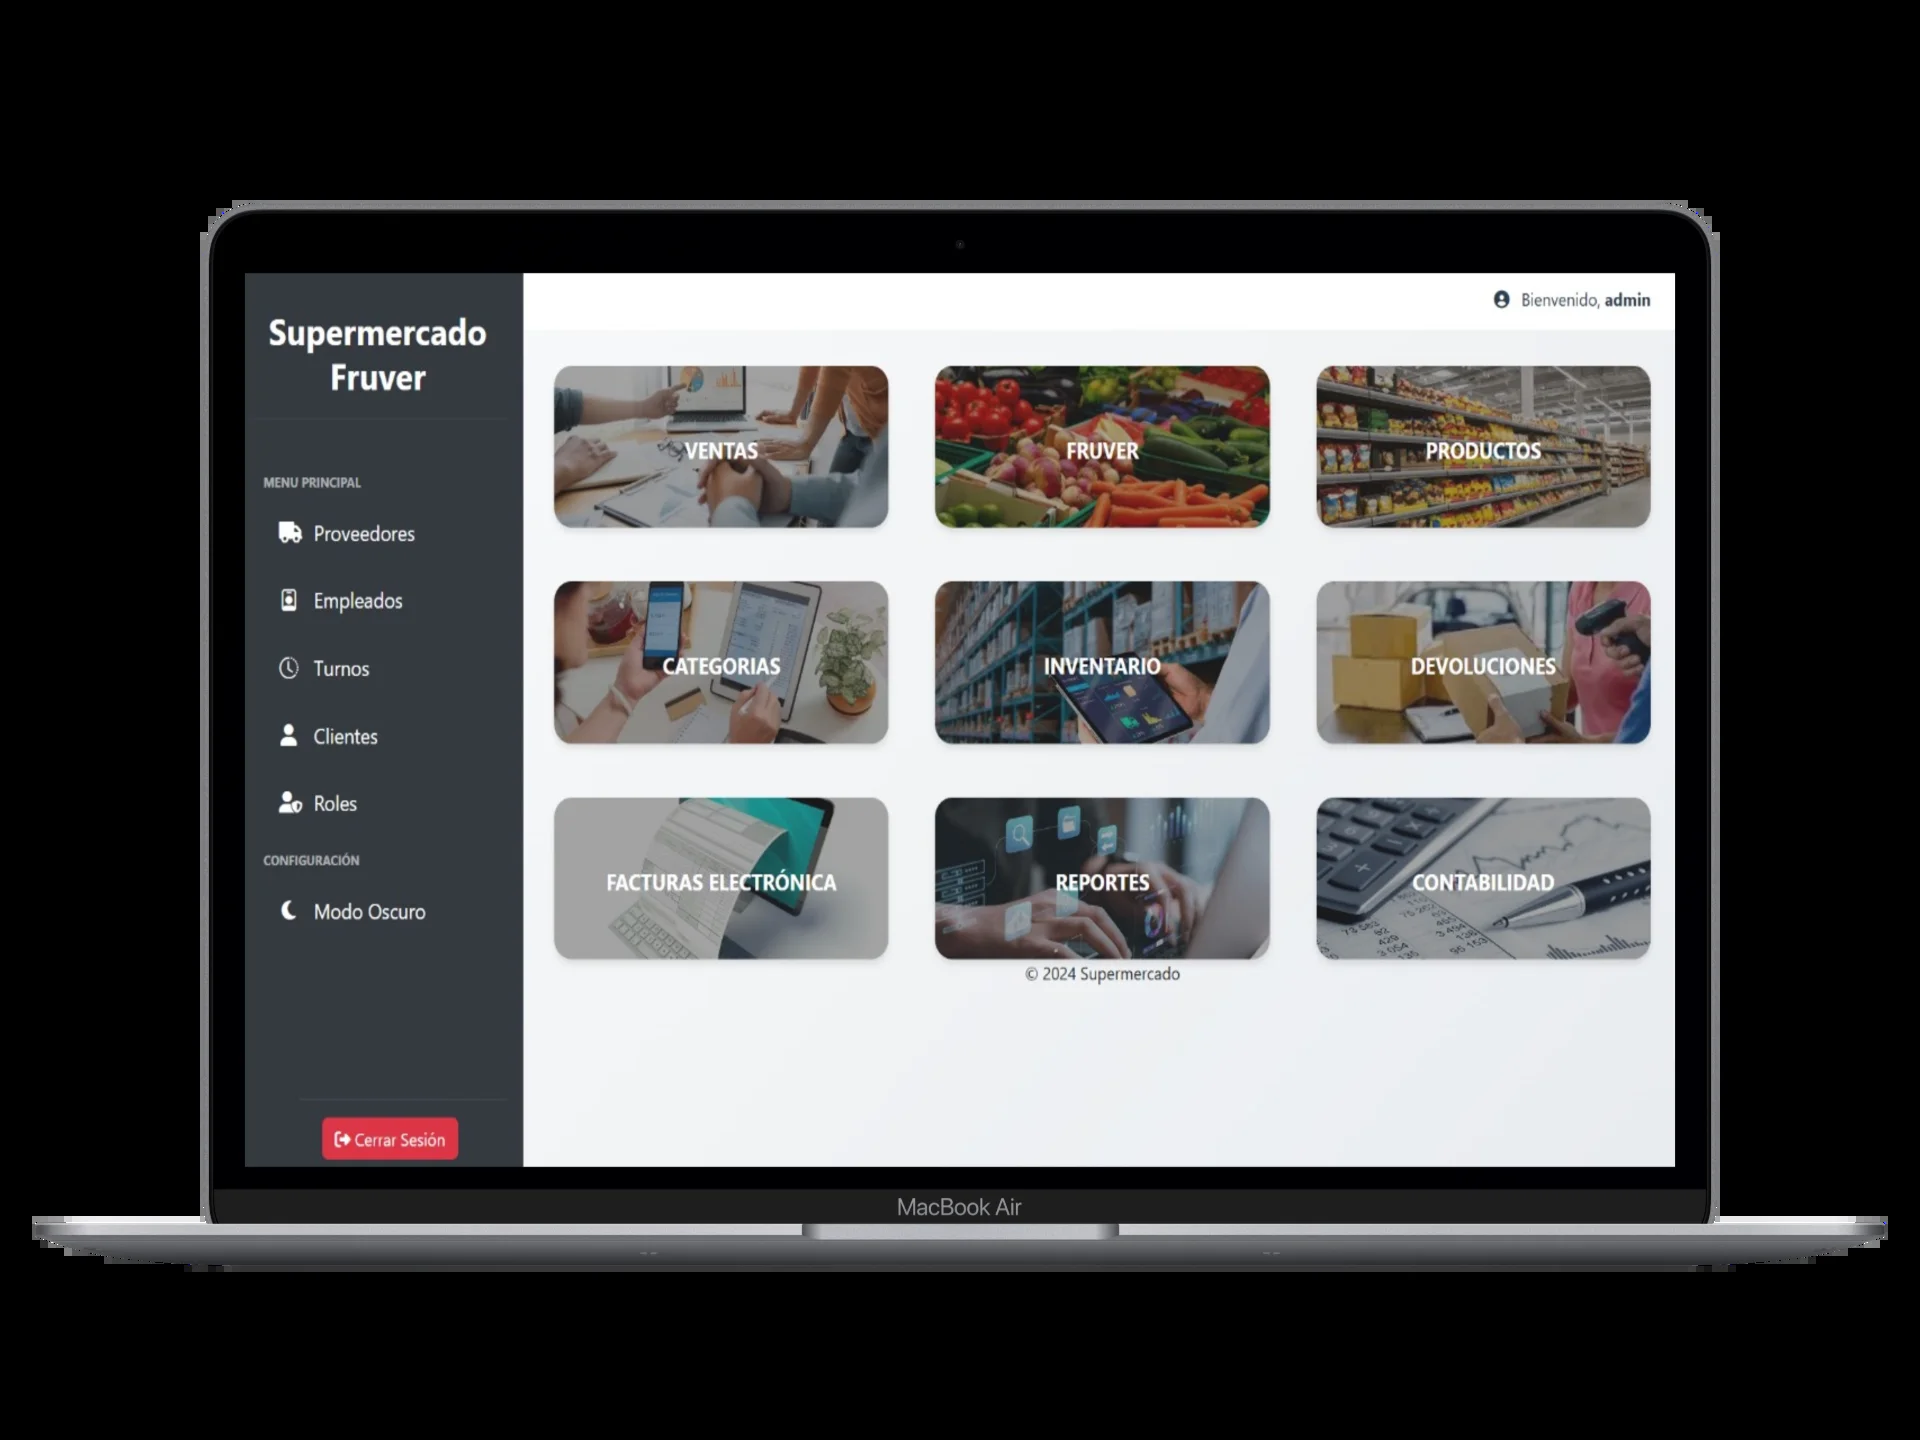 Supermercado
Fruver
MENU PRINCIPAL
Proveedores
Empleados
Turnos
Clientes
Roles
CONFIGURACIÓN
Modo Oscuro
Cerrar Sesión
Bienvenido, admin
VENTAS
FRUVER
PRODUCTOS
CATEGORIAS
INVENTARIO
DEVOLUCIONES
FACTURAS ELECTRÓNICA
REPORTES
CONTABILIDAD
© 2024 Supermercado
MacBook Air